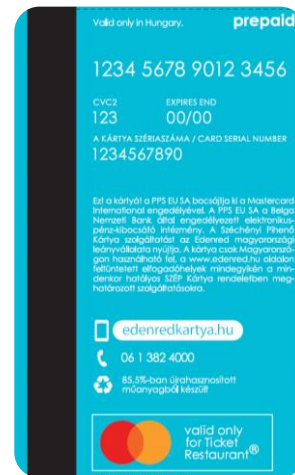 Valid only in Hungary. prepaid
1234 5678 9012 3456
CVC2 EXPIRES END
123 00/00
A KÁRTYA SZÉRIASZÁMA / CARD SERIAL NUMBER
1234567890
Ezt a kártyát a PPS EU SA bocsájtja ki a Mastercard
International engedélyével. A PPS EU SA a Belga
Nemzeti Bank által engedélyezett elektronikus-
pénz-kibocsátó intézmény. A Széchenyi Pihenő
Kártya szolgáltatást az Edenred magyarországi
leányvállalata nyújtja. A kártya csak Magyarorszá-
gon használható fel, a www.edenred.hu oldalon
feltüntetett elfogadóhelyek mindegyikén a min-
denkor hatályos SZÉP Kártya rendeletben meg-
határozott szolgáltatásokra.
edenredkartya.hu
06 1 382 4000
85,5%-ban újrahasznosított
műanyagból készült
valid only
for Ticket
Restaurant®